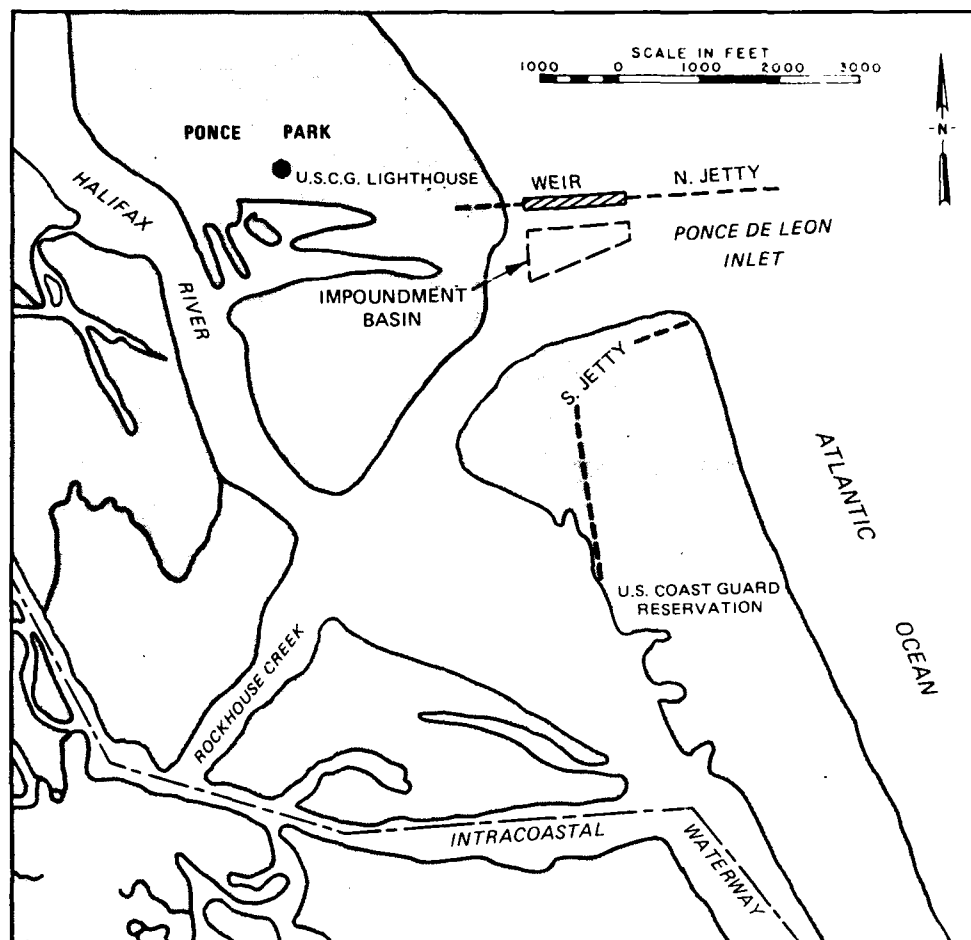 SCALE IN FEET
1000 0 1000 2000 3000
-N-
PONCE PARK
U.S.C.G. LIGHTHOUSE
WEIR
N. JETTY
HALIFAX
RIVER
PONCE DE LEON
INLET
IMPOUNDMENT
BASIN
S. JETTY
ATLANTIC
OCEAN
U.S. COAST GUARD
RESERVATION
ROCKHOUSE CREEK
INTRACOASTAL
WATERWAY